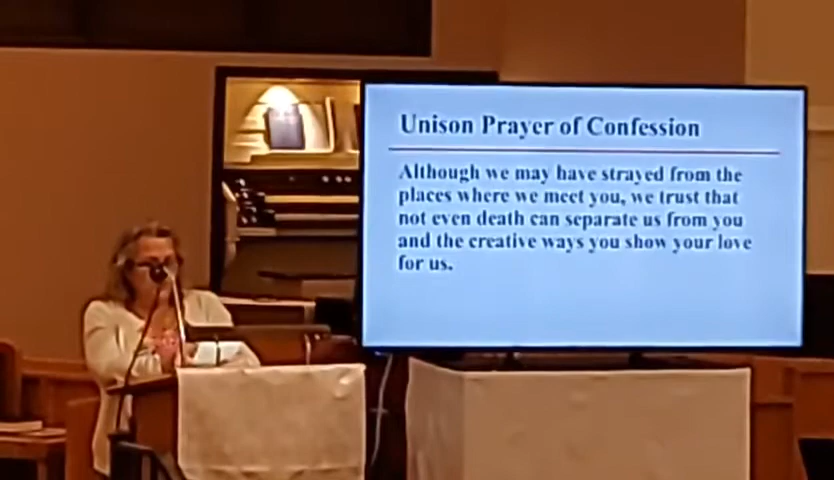 Unison Prayer of Confession
Although we may have strayed from the
places where we meet you, we trust that
not even death can separate us from you
and the creative ways you show your love
for us.